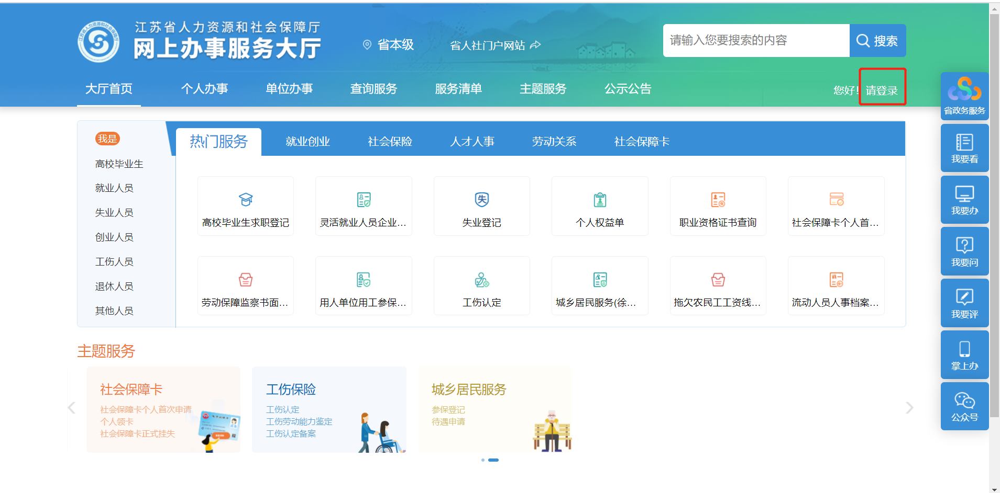 江苏省人力资源和社会保障厅
网上办事服务大厅
省本级
省人社门户网站
请输入您要搜索的内容
搜索
大厅首页
个人办事
单位办事
查询服务
服务清单
主题服务
公示公告
您好!
请登录
我是
高校毕业生
就业人员
失业人员
创业人员
工伤人员
退休人员
其他人员
热门服务
就业创业
社会保险
人才人事
劳动关系
社会保障卡
高校毕业生求职登记
灵活就业人员企业...
失
失业登记
个人权益单
职业资格证书查询
社会保障卡个人首...
劳动保障监察书面...
用人单位用工参保...
工伤认定
城乡居民服务(徐...
拖欠农民工工资线...
流动人员人事档案...
主题服务
社会保障卡
社会保障卡个人首次申请
个人领卡
社会保障卡正式挂失
工伤保险
工伤认定
工伤劳动能力鉴定
工伤认定备案
城乡居民服务
参保登记
待遇申请
省政务服务
我要看
我要办
我要问
我要评
掌上办
公众号